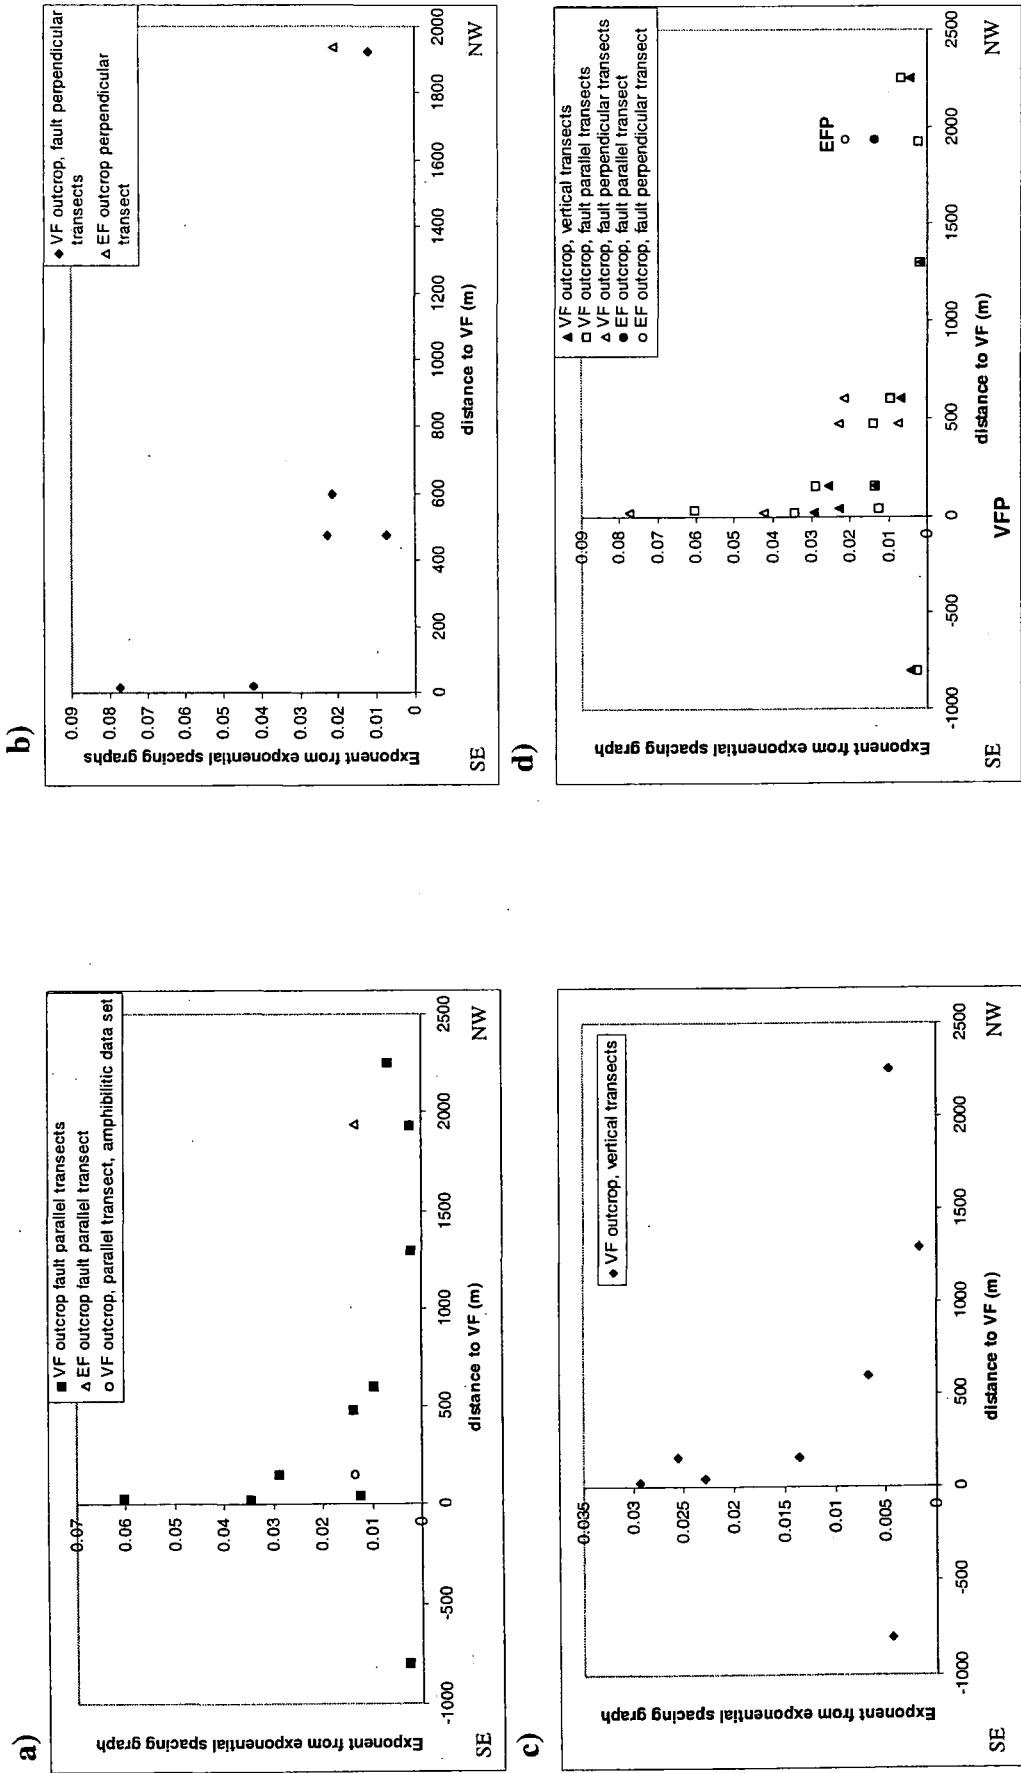 a)
VF outcrop fault parallel transects
EF outcrop fault parallel transect
VF outcrop, parallel transect, amphibilitic data set
Exponent from exponential spacing graph
0.07
0.06
0.05
0.04
0.03
0.02
0.01
0
-1000
-500
0
500
1000
1500
2000
2500
distance to VF (m)
SE
NW
b)
VF outcrop, fault perpendicular
transects
EF outcrop perpendicular
transect
Exponent from exponential spacing graphs
0.09
0.08
0.07
0.06
0.05
0.04
0.03
0.02
0.01
0
0
200
400
600
800
1000
1200
1400
1600
1800
2000
distance to VF (m)
SE
NW
c)
VF outcrop, vertical transects
Exponent from exponential spacing graph
0.035
0.03
0.025
0.02
0.015
0.01
0.005
0
-1000
-500
0
500
1000
1500
2000
2500
distance to VF (m)
SE
NW
d)
VF outcrop, vertical transects
VF outcrop, fault parallel transects
VF outcrop, fault perpendicular transects
EF outcrop, fault parallel transect
EF outcrop, fault perpendicular transect
EFP
Exponent from exponential spacing graph
0.09
0.08
0.07
0.06
0.05
0.04
0.03
0.02
0.01
0
-1000
-500
0
500
1000
1500
2000
2500
distance to VF (m)
VFP
SE
NW